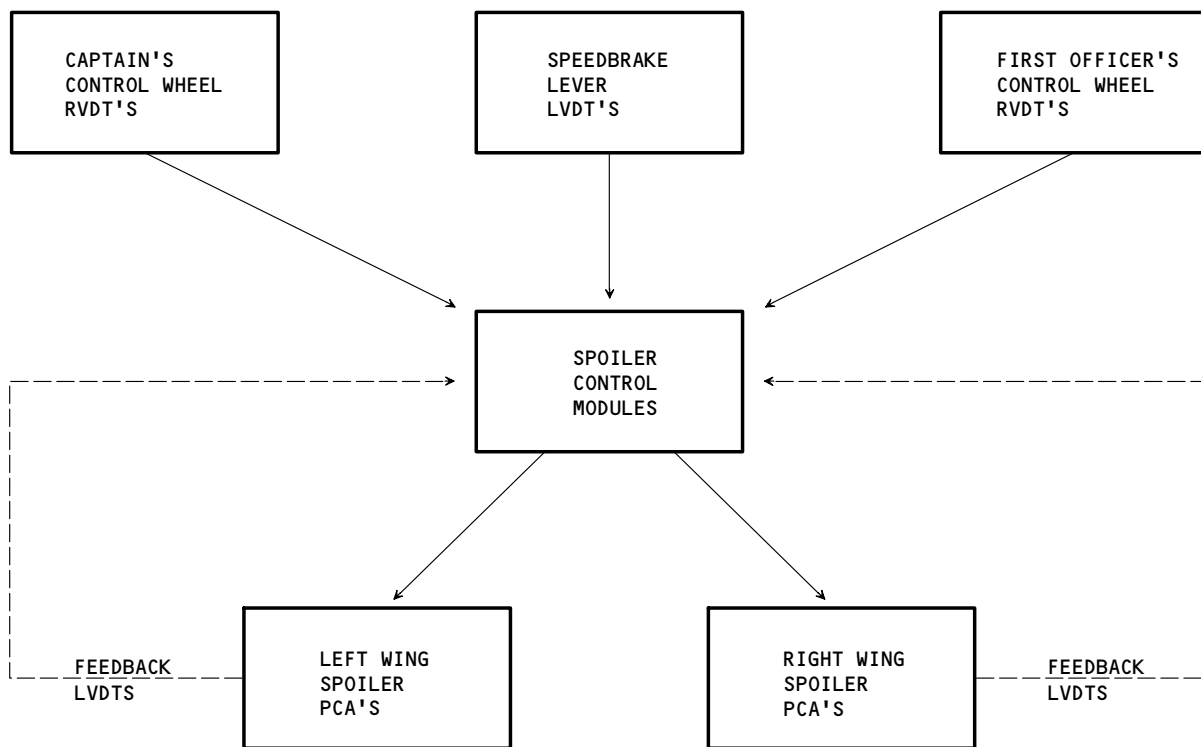 CAPTAIN'S
CONTROL WHEEL
RVDT'S
SPEEDBRAKE
LEVER
LVDT'S
FIRST OFFICER'S
CONTROL WHEEL
RVDT'S
SPOILER
CONTROL
MODULES
FEEDBACK
LVDTS
LEFT WING
SPOILER
PCA'S
RIGHT WING
SPOILER
PCA'S
FEEDBACK
LVDTS